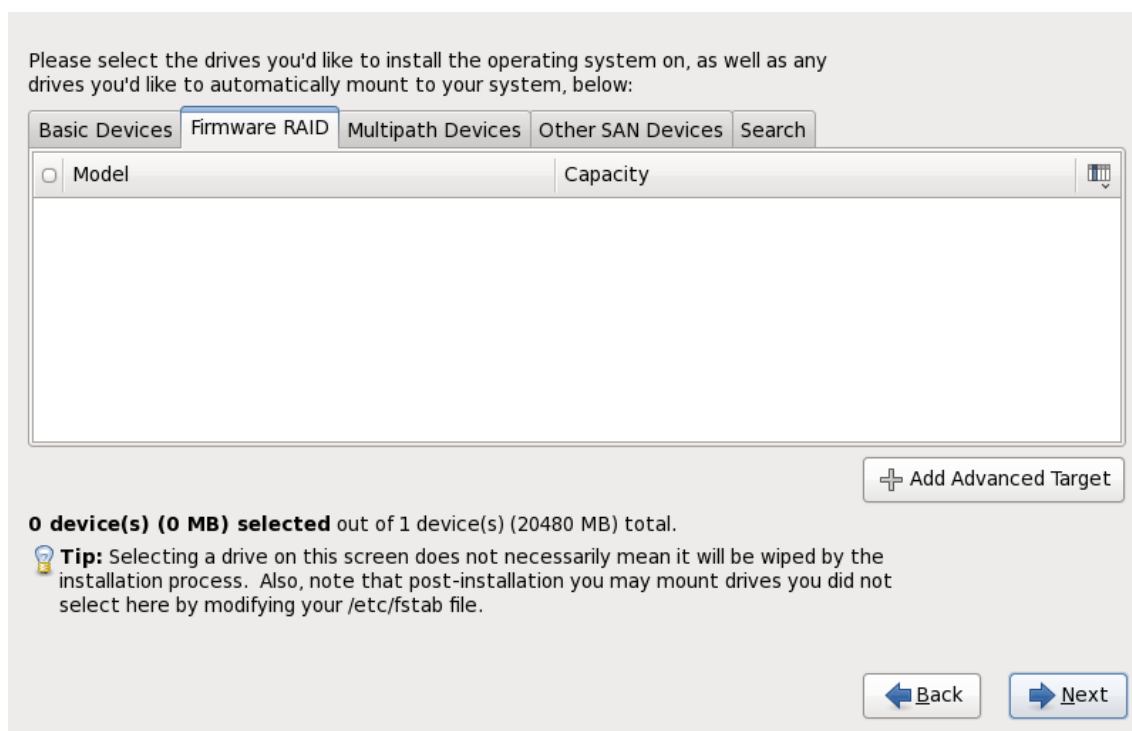 Please select the drives you'd like to install the operating system on, as well as any
drives you'd like to automatically mount to your system, below:
Basic Devices Firmware RAID Multipath Devices Other SAN Devices Search
Model Capacity
Add Advanced Target
0 device(s) (0 MB) selected out of 1 device(s) (20480 MB) total.
Tip: Selecting a drive on this screen does not necessarily mean it will be wiped by the
installation process.  Also, note that post-installation you may mount drives you did not
select here by modifying your /etc/fstab file.
Back Next